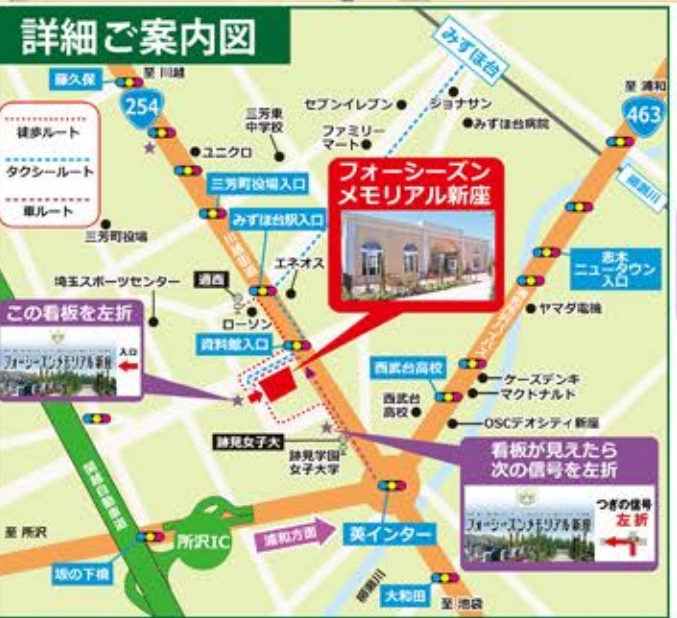 詳細ご案内図
みずほ台
藤久保
至 川越
254
セブンイレブン
ジョナサン
至 浦和
463
徒歩ルート
三芳東
中学校
ファミリー
マート
みずほ台病院
タクシールート
ユニクロ
車ルート
三芳町役場入口
フォーシーズン
メモリアル新座
柳瀬川
三芳町役場
みずほ台駅入口
志木
ニュータウン
入口
埼玉スポーツセンター
エネオス
川越街道
ヤマダ電機
この看板を左折
ローソン
資料館入口
フォーシーズンメモリアル新座
入口
西武台高校
ケーズデンキ
マクドナルド
西武台
高校
OSCデオシティ新座
跡見女子大
跡見学園
女子大学
看板が見えたら
次の信号を左折
関越自動車道
フォーシーズンメモリアル新座
つぎの信号
左折
至 所沢
所沢IC
浦和方面
英インター
坂の下橋
柳瀬川
大和田
至 池袋